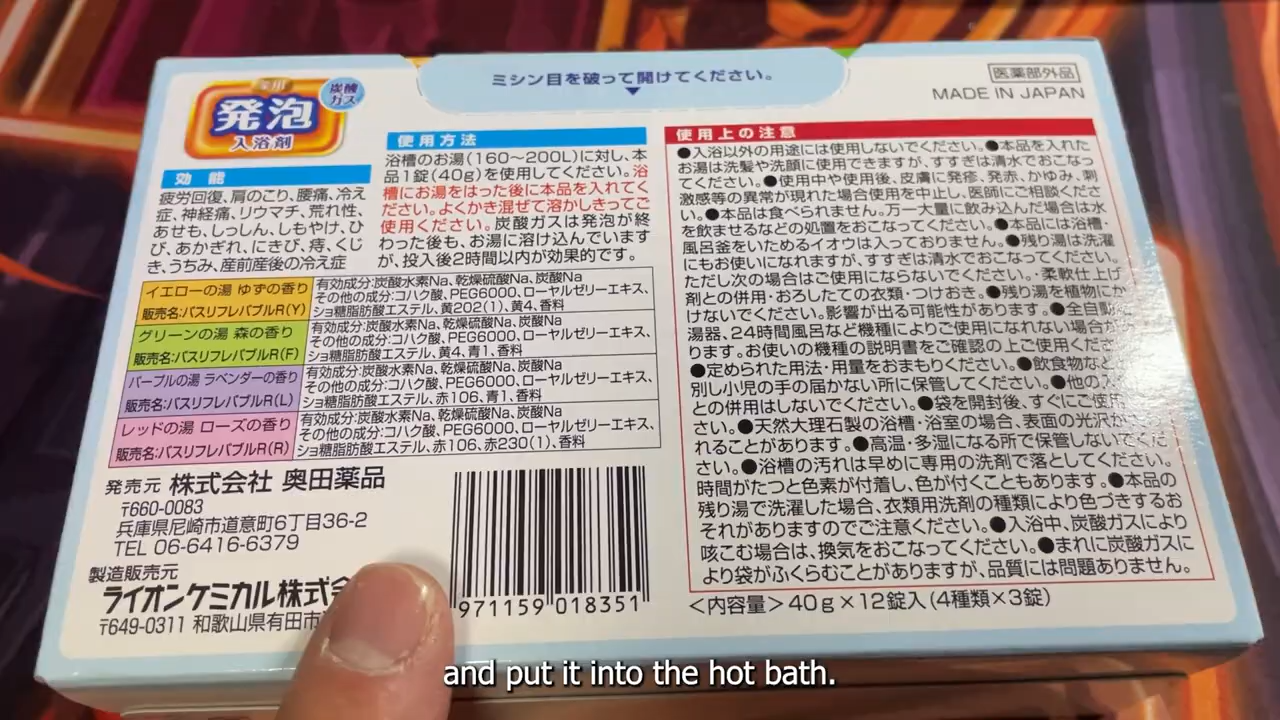 ミシン目を破って開けてください。
医薬部外品
MADE IN JAPAN
薬用
発泡
入浴剤
炭酸
ガス
効能
疲労回復、肩のこり、腰痛、冷え
症、神経痛、リウマチ、荒れ性、
あせも、しっしん、しもやけ、ひ
び、あかぎれ、にきび、痔、くじ
き、うちみ、産前産後の冷え症
使用方法
浴槽のお湯(160〜200L)に対し、本
品1錠(40g)を使用してください。浴
槽にお湯をはった後に本品を入れてく
ださい。よくかき混ぜて溶かしきってご
使用ください。炭酸ガスは発泡が終
わった後も、お湯に溶け込んでいます
が、投入後2時間以内が効果的です。
イエローの湯 ゆずの香り
販売名:バスリフレバブルR(Y)
有効成分:炭酸水素Na、乾燥硫酸Na、炭酸Na
その他の成分:コハク酸、PEG6000、ローヤルゼリーエキス、
ショ糖脂肪酸エステル、黄202(1)、黄4、香料
グリーンの湯 森の香り
販売名:バスリフレバブルR(F)
有効成分:炭酸水素Na、乾燥硫酸Na、炭酸Na
その他の成分:コハク酸、PEG6000、ローヤルゼリーエキス、
ショ糖脂肪酸エステル、黄4、青1、香料
パープルの湯 ラベンダーの香り
販売名:バスリフレバブルR(L)
有効成分:炭酸水素Na、乾燥硫酸Na、炭酸Na
その他の成分:コハク酸、PEG6000、ローヤルゼリーエキス、
ショ糖脂肪酸エステル、赤106、青1、香料
レッドの湯 ローズの香り
販売名:バスリフレバブルR(R)
有効成分:炭酸水素Na、乾燥硫酸Na、炭酸Na
その他の成分:コハク酸、PEG6000、ローヤルゼリーエキス、
ショ糖脂肪酸エステル、赤106、赤230(1)、香料
発売元 株式会社 奥田薬品
〒660-0083
兵庫県尼崎市道意町6丁目36-2
TEL 06-6416-6379
製造販売元
ライオンケミカル株式会
〒649-0311 和歌山県有田市
971159 018351
使用上の注意
●入浴以外の用途には使用しないでください。●本品を入れた
お湯は洗髪や洗顔に使用できますが、すすぎは清水でおこなっ
てください。●使用中や使用後、皮膚に発疹、発赤、かゆみ、刺
激感等の異常が現れた場合使用を中止し、医師にご相談くださ
い。●本品は食べられません。万一大量に飲み込んだ場合は水
を飲ませるなどの処置をおこなってください。●本品には浴槽・
風呂釜をいためるイオウは入っておりません。●残り湯は洗濯
にもお使いになれますが、すすぎは清水でおこなってください。
ただし次の場合はご使用にならないでください。・柔軟仕上げ
剤との併用・おろしたての衣類・つけおき。●残り湯を植物にか
けないでください。影響が出る可能性があります。●全自動
湯器、24時間風呂など機種によりご使用になれない場合が
ります。お使いの機種の説明書をご確認の上ご使用くださ
●定められた用法・用量をおまもりください。●飲食物など
別し小児の手の届かない所に保管してください。●他の入
との併用はしないでください。●袋を開封後、すぐにご使用
さい。●天然大理石製の浴槽・浴室の場合、表面の光沢が
れることがあります。●高温・多湿になる所で保管しないでくだ
さい。●浴槽の汚れは早めに専用の洗剤で落としてください。
時間がたつと色素が付着し、色が付くこともあります。●本品の
残り湯で洗濯した場合、衣類用洗剤の種類により色づきするお
それがありますのでご注意ください。●入浴中、炭酸ガスにより
咳こむ場合は、換気をおこなってください。●まれに炭酸ガスに
より袋がふくらむことがありますが、品質には問題ありません。
<内容量>40g×12錠入(4種類×3錠)
and put it into the hot bath.